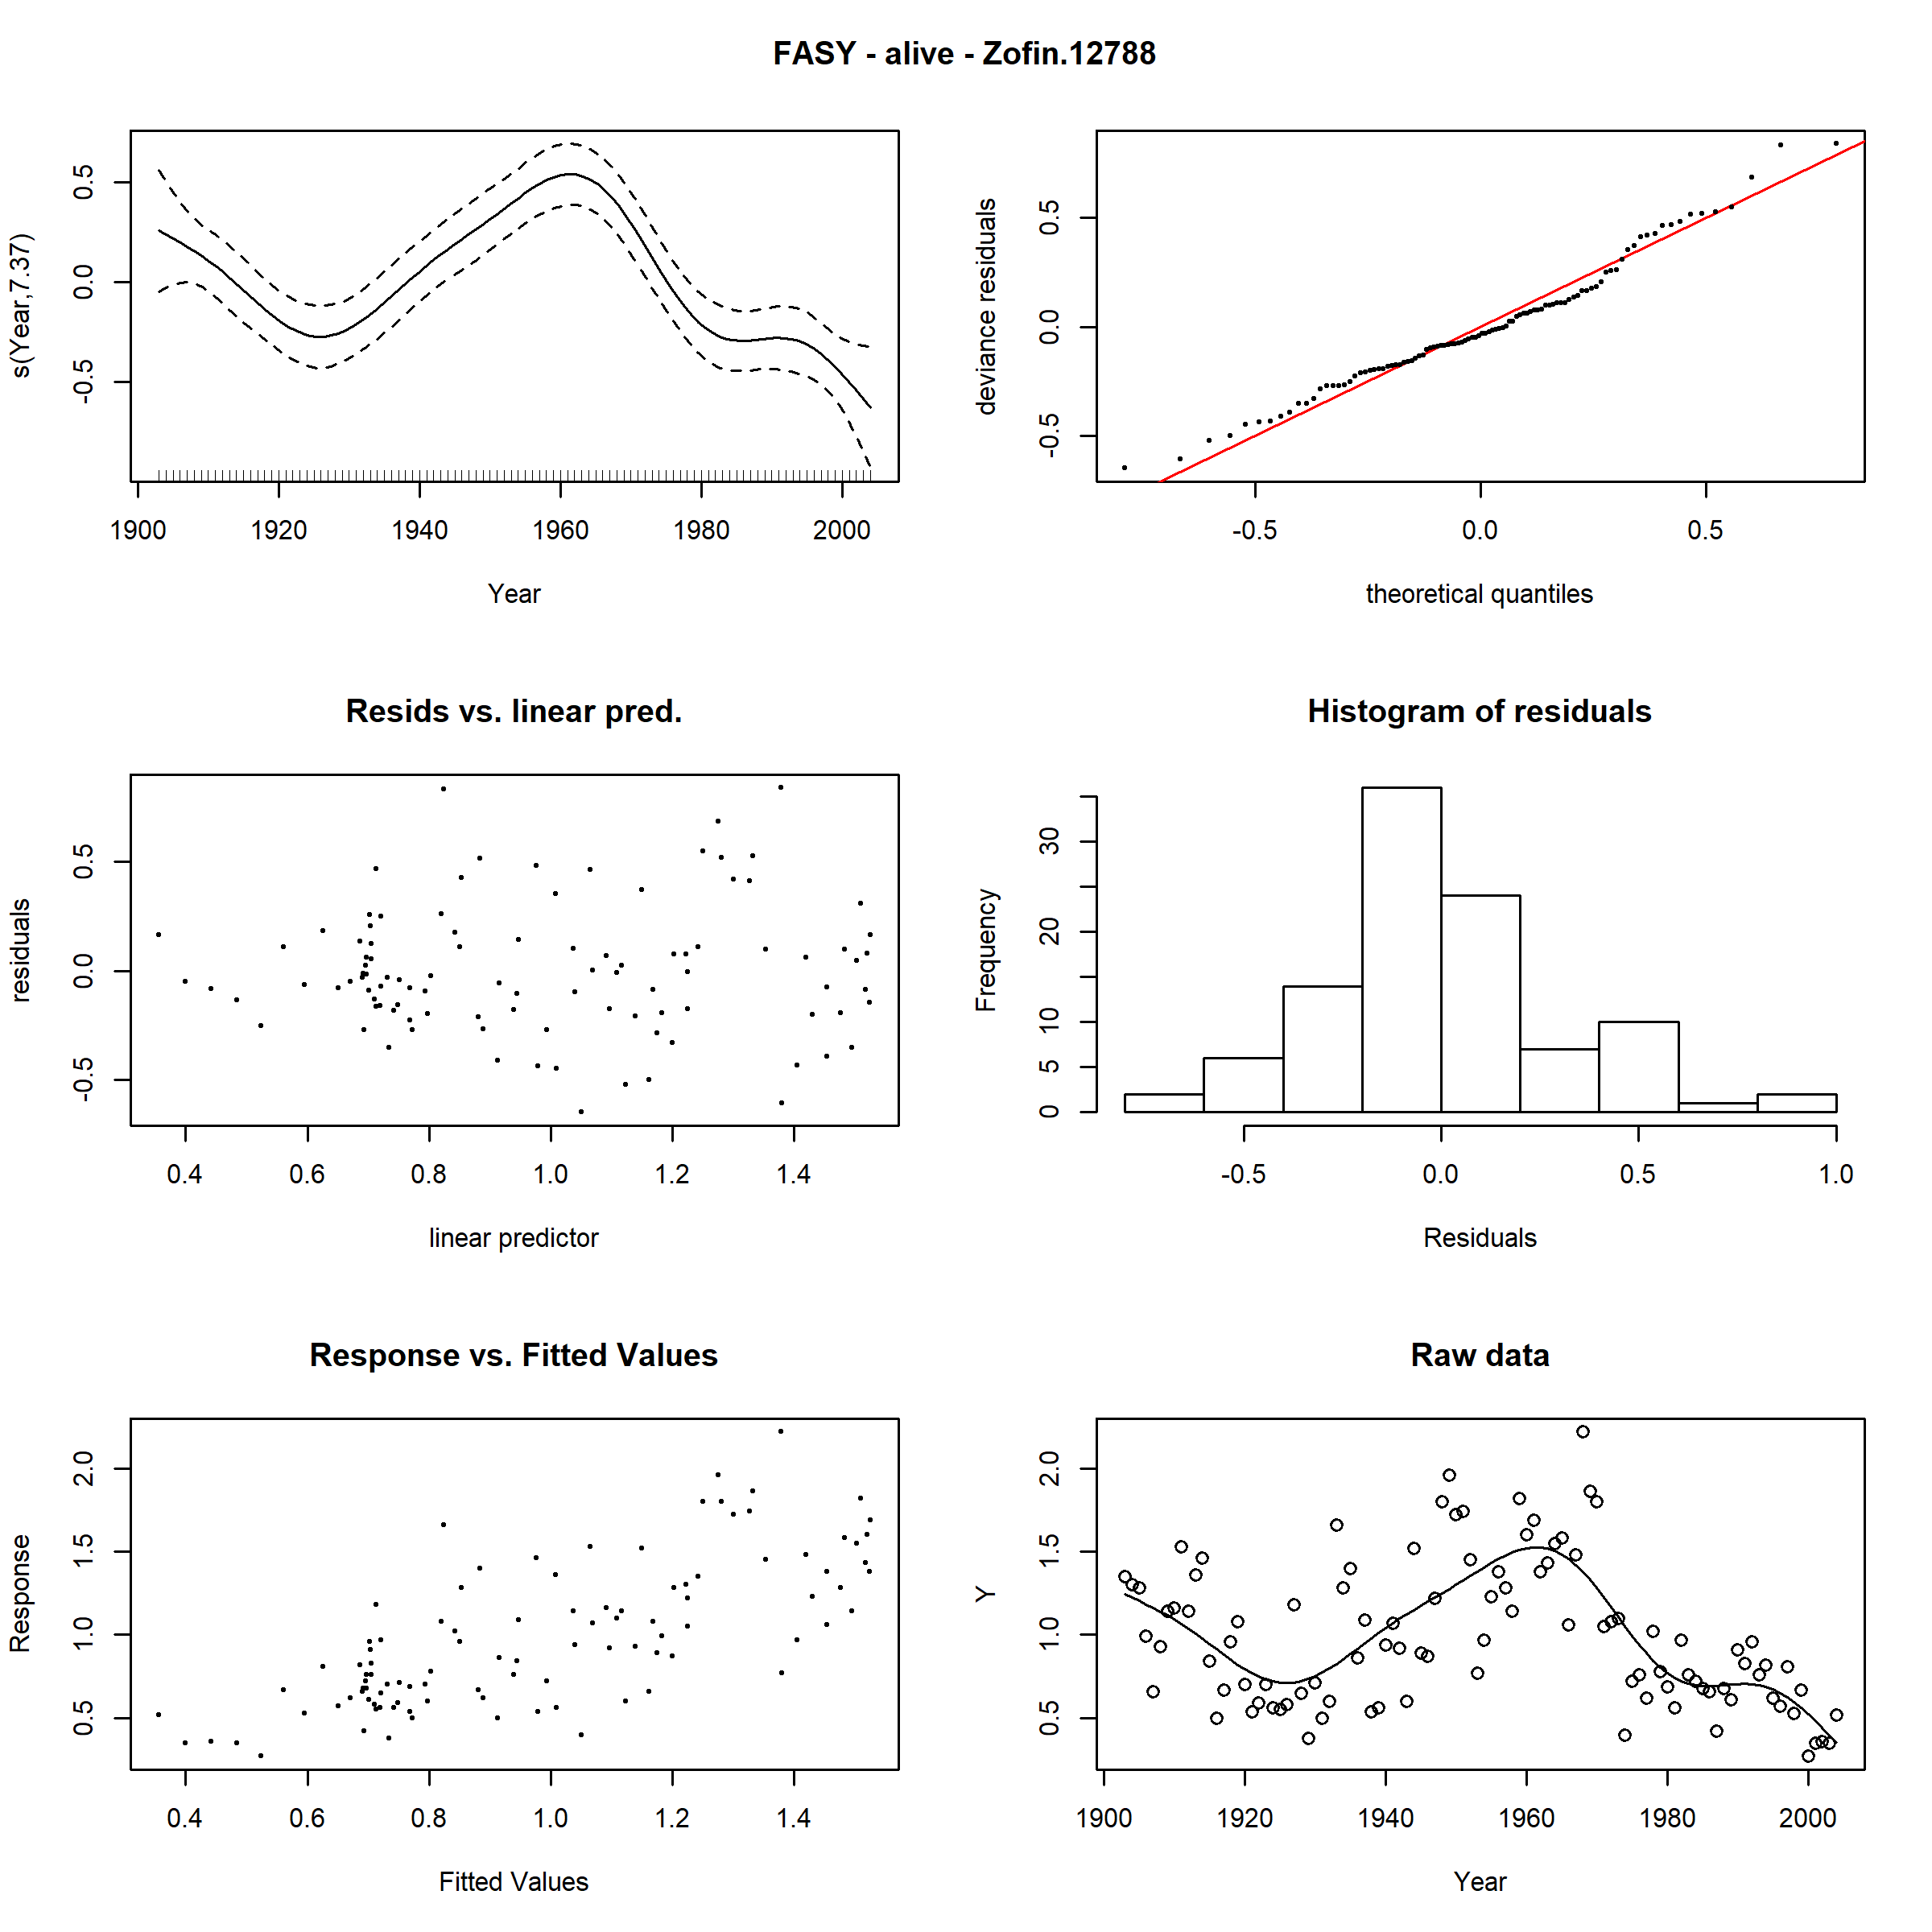 FASY - alive - Zofin.12788
s(Year,7.37)
0.5
0.0
-0.5
1900 1920 1940 1960 1980 2000
Year
deviance residuals
0.5
0.0
-0.5
-0.5 0.0 0.5
theoretical quantiles
Resids vs. linear pred.
residuals
0.5
0.0
-0.5
0.4 0.6 0.8 1.0 1.2 1.4
linear predictor
Histogram of residuals
Frequency
30
20
10
5
0
-0.5 0.0 0.5 1.0
Residuals
Response vs. Fitted Values
Response
2.0
1.5
1.0
0.5
0.4 0.6 0.8 1.0 1.2 1.4
Fitted Values
Raw data
Y
2.0
1.5
1.0
0.5
1900 1920 1940 1960 1980 2000
Year